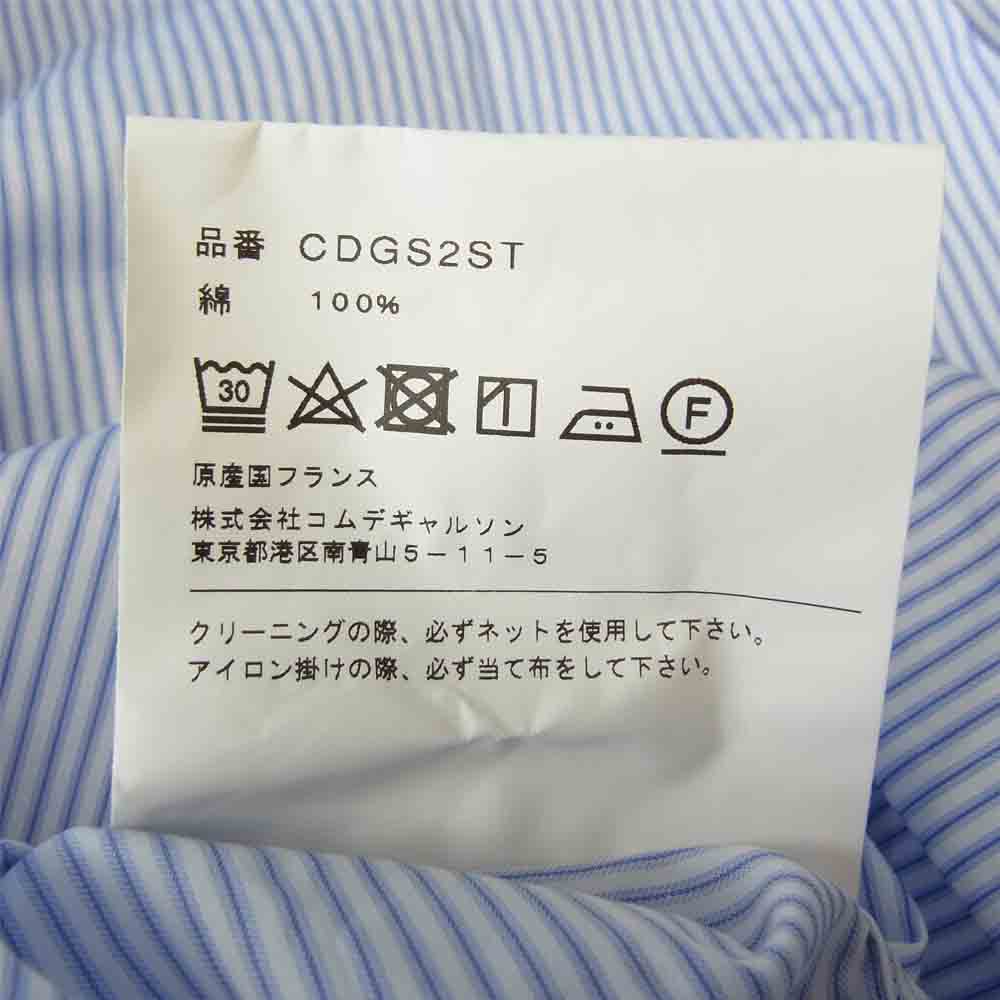 品番 CDGS2ST
綿 100%
30 F
原産国フランス
株式会社コムデギャルソン
東京都港区南青山5-11-5
クリーニングの際、必ずネットを使用して下さい。
アイロン掛けの際、必ず当て布をして下さい。